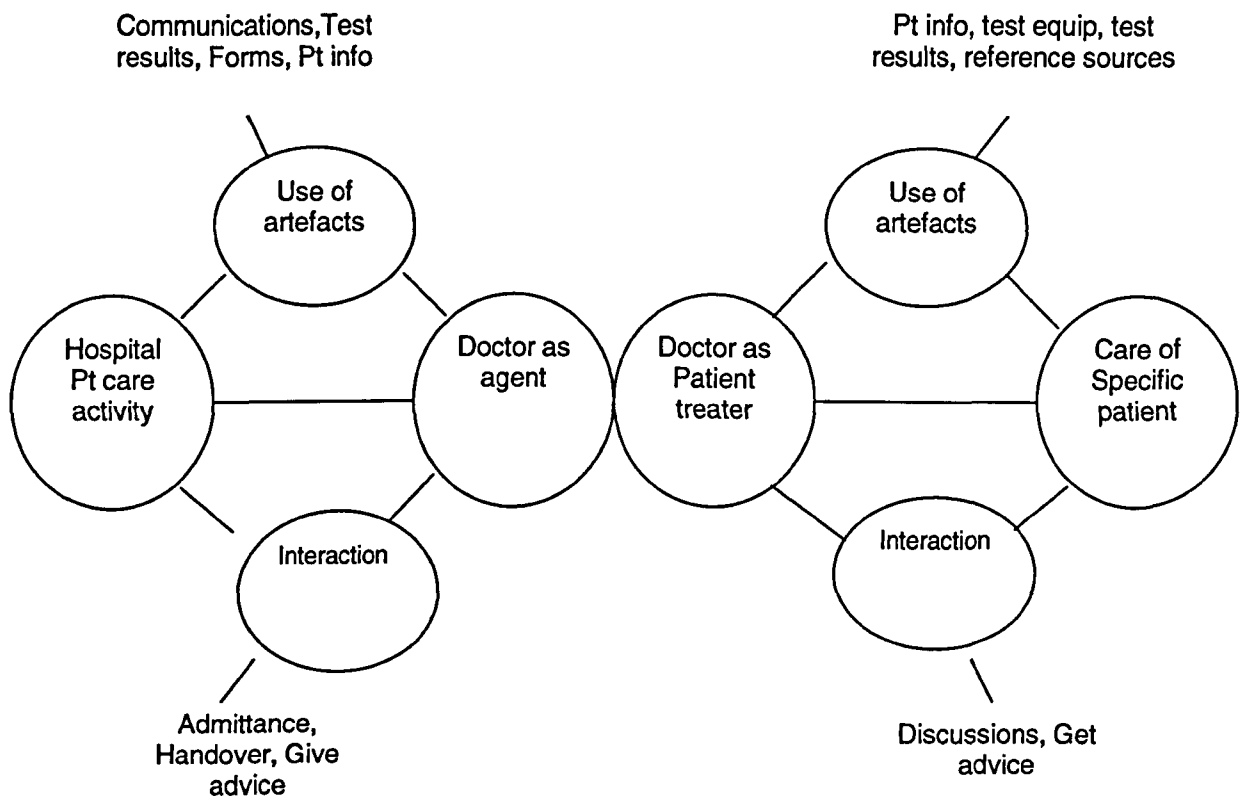 Communications,Test
results, Forms, Pt info
Pt info, test equip, test
results, reference sources
Use of
artefacts
Use of
artefacts
Hospital
Pt care
activity
Doctor as
agent
Doctor as
Patient
treater
Care of
Specific
patient
Interaction
Interaction
Admittance,
Handover, Give
advice
Discussions, Get
advice